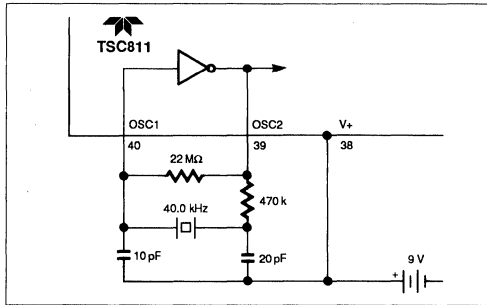 TSC811
OSC1
OSC2
V+
40
39
38
22 MΩ
470 k
40.0 kHz
10 pF
20 pF
9 V
+